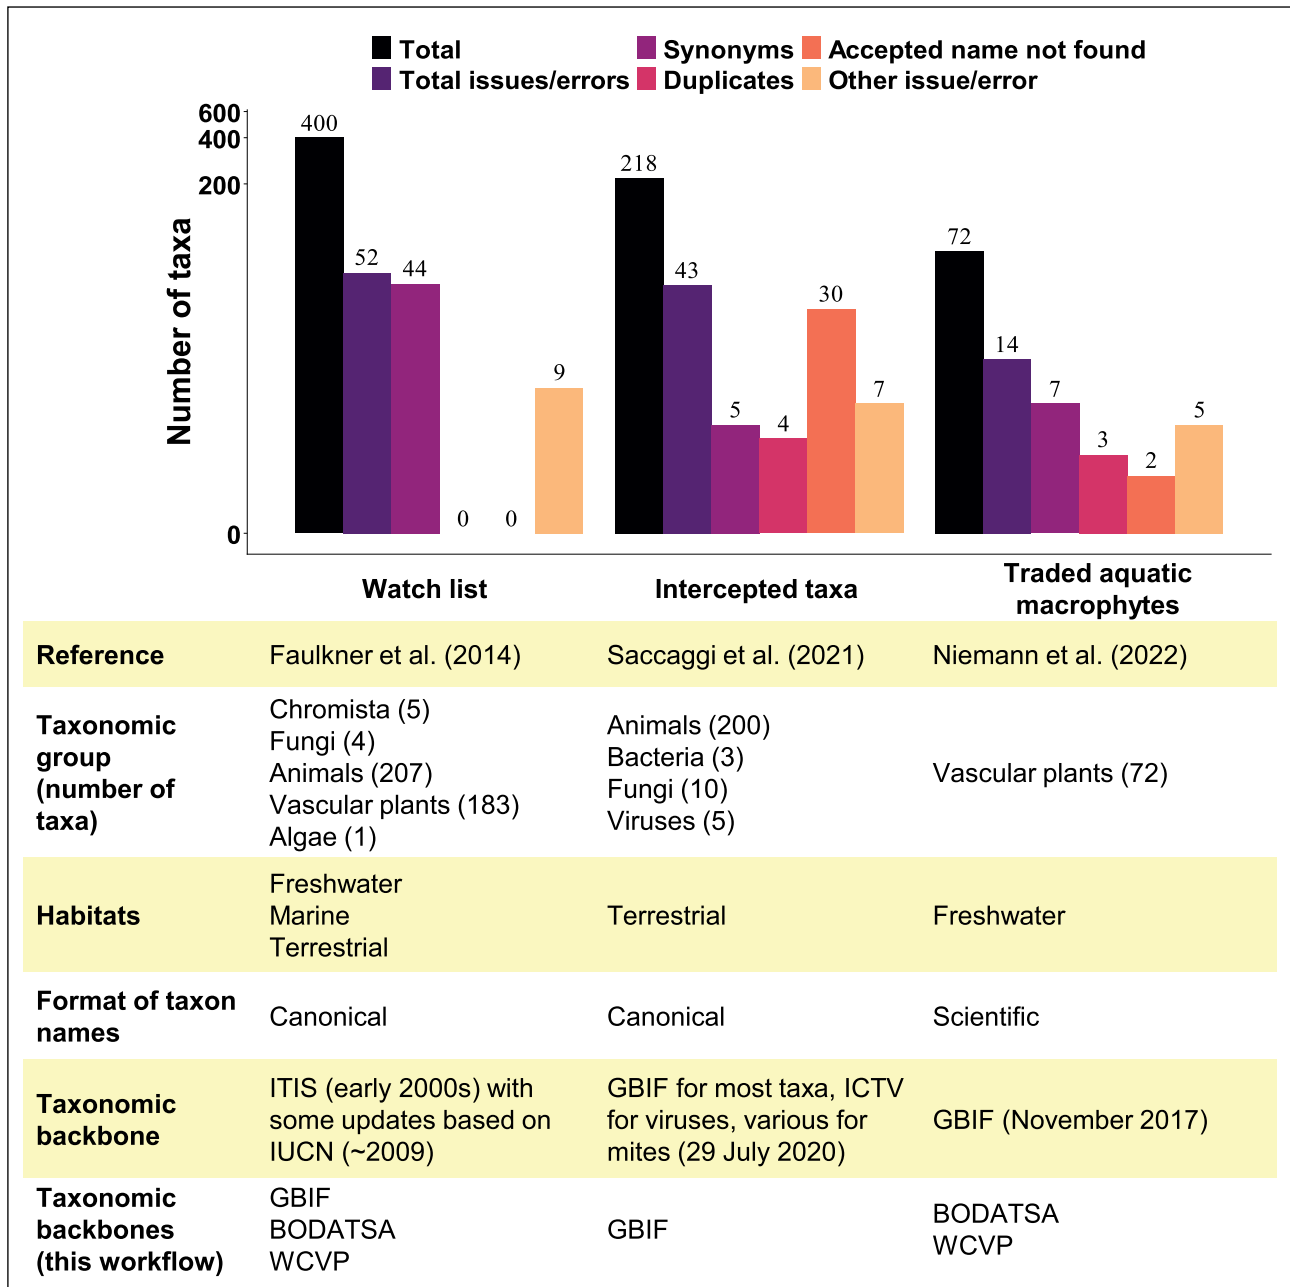 Total
Synonyms
Accepted name not found
Total issues/errors
Duplicates
Other issue/error
Number of taxa
600
400
200
0
400
52
44
0
0
9
218
43
5
4
30
7
72
14
7
3
2
5
Watch list
Intercepted taxa
Traded aquatic
macrophytes
Reference
Faulkner et al. (2014)
Saccaggi et al. (2021)
Niemann et al. (2022)
Taxonomic
group
(number of
taxa)
Chromista (5)
Fungi (4)
Animals (207)
Vascular plants (183)
Algae (1)
Animals (200)
Bacteria (3)
Fungi (10)
Viruses (5)
Vascular plants (72)
Habitats
Freshwater
Marine
Terrestrial
Terrestrial
Freshwater
Format of taxon
names
Canonical
Canonical
Scientific
Taxonomic
backbone
ITIS (early 2000s) with
some updates based on
IUCN (~2009)
GBIF for most taxa, ICTV
for viruses, various for
mites (29 July 2020)
GBIF (November 2017)
Taxonomic
backbones
(this workflow)
GBIF
BODATSA
WCVP
GBIF
BODATSA
WCVP